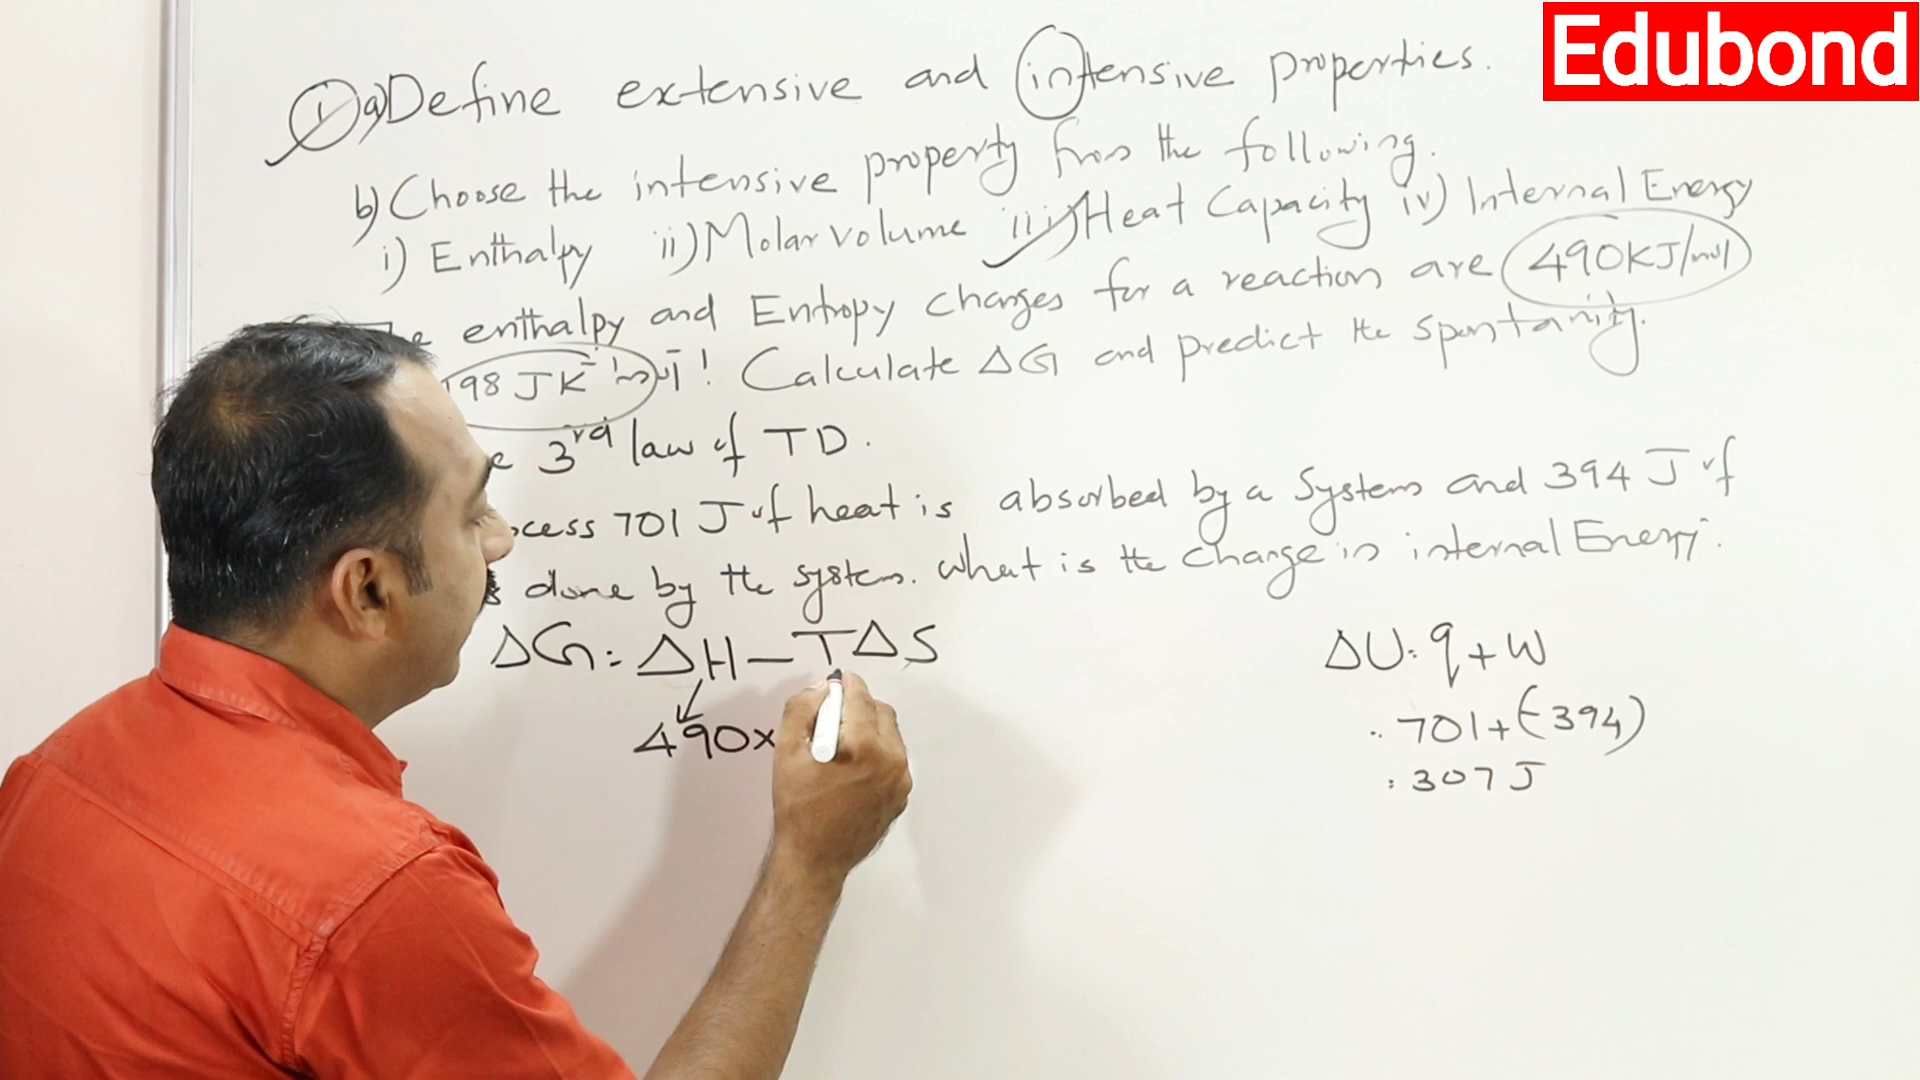 Edubond
① a) Define extensive and intensive properties.
b) Choose the intensive property from the following.
i) Enthalpy ii) Molar volume iii) Heat Capacity iv) Internal Energy
enthalpy and Entropy changes for a reaction are 490KJ/mol
198 JK⁻¹mol⁻¹. Calculate ΔG and predict the spontanity.
3rd law of TD.
701 J of heat is absorbed by a System and 394 J of
done by the system. What is the change in internal Energy.
ΔG = ΔH - TΔS
490×
ΔU = q + w
= 701 + (-394)
= 307 J